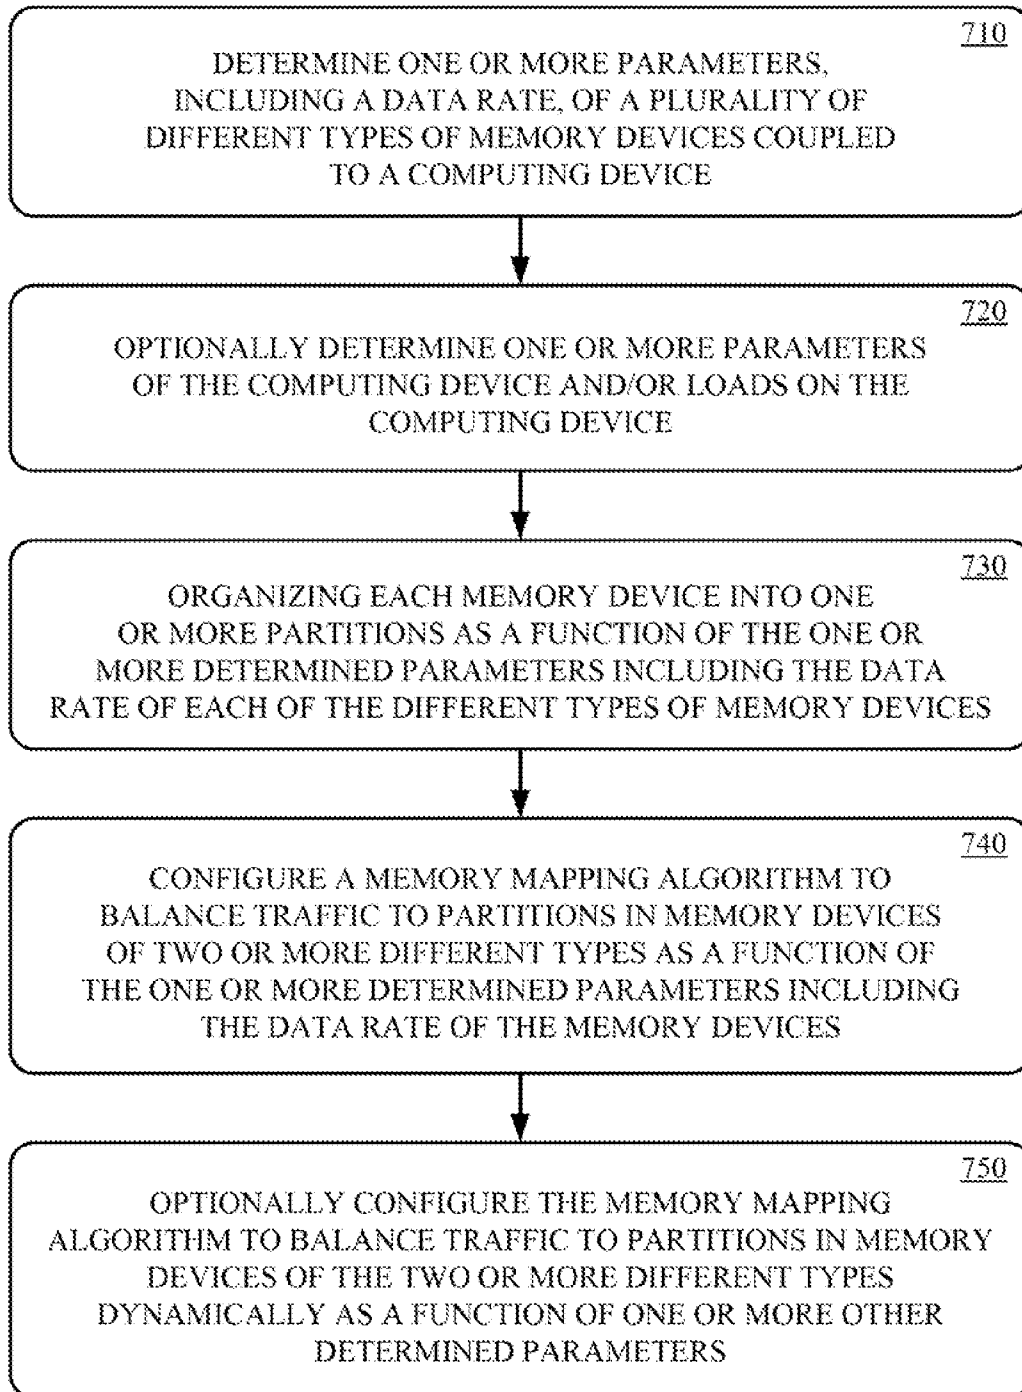 710
DETERMINE ONE OR MORE PARAMETERS,
INCLUDING A DATA RATE, OF A PLURALITY OF
DIFFERENT TYPES OF MEMORY DEVICES COUPLED
TO A COMPUTING DEVICE
720
OPTIONALLY DETERMINE ONE OR MORE PARAMETERS
OF THE COMPUTING DEVICE AND/OR LOADS ON THE
COMPUTING DEVICE
730
ORGANIZING EACH MEMORY DEVICE INTO ONE
OR MORE PARTITIONS AS A FUNCTION OF THE ONE OR
MORE DETERMINED PARAMETERS INCLUDING THE DATA
RATE OF EACH OF THE DIFFERENT TYPES OF MEMORY DEVICES
740
CONFIGURE A MEMORY MAPPING ALGORITHM TO
BALANCE TRAFFIC TO PARTITIONS IN MEMORY DEVICES
OF TWO OR MORE DIFFERENT TYPES AS A FUNCTION OF
THE ONE OR MORE DETERMINED PARAMETERS INCLUDING
THE DATA RATE OF THE MEMORY DEVICES
750
OPTIONALLY CONFIGURE THE MEMORY MAPPING
ALGORITHM TO BALANCE TRAFFIC TO PARTITIONS IN MEMORY
DEVICES OF THE TWO OR MORE DIFFERENT TYPES
DYNAMICALLY AS A FUNCTION OF ONE OR MORE OTHER
DETERMINED PARAMETERS